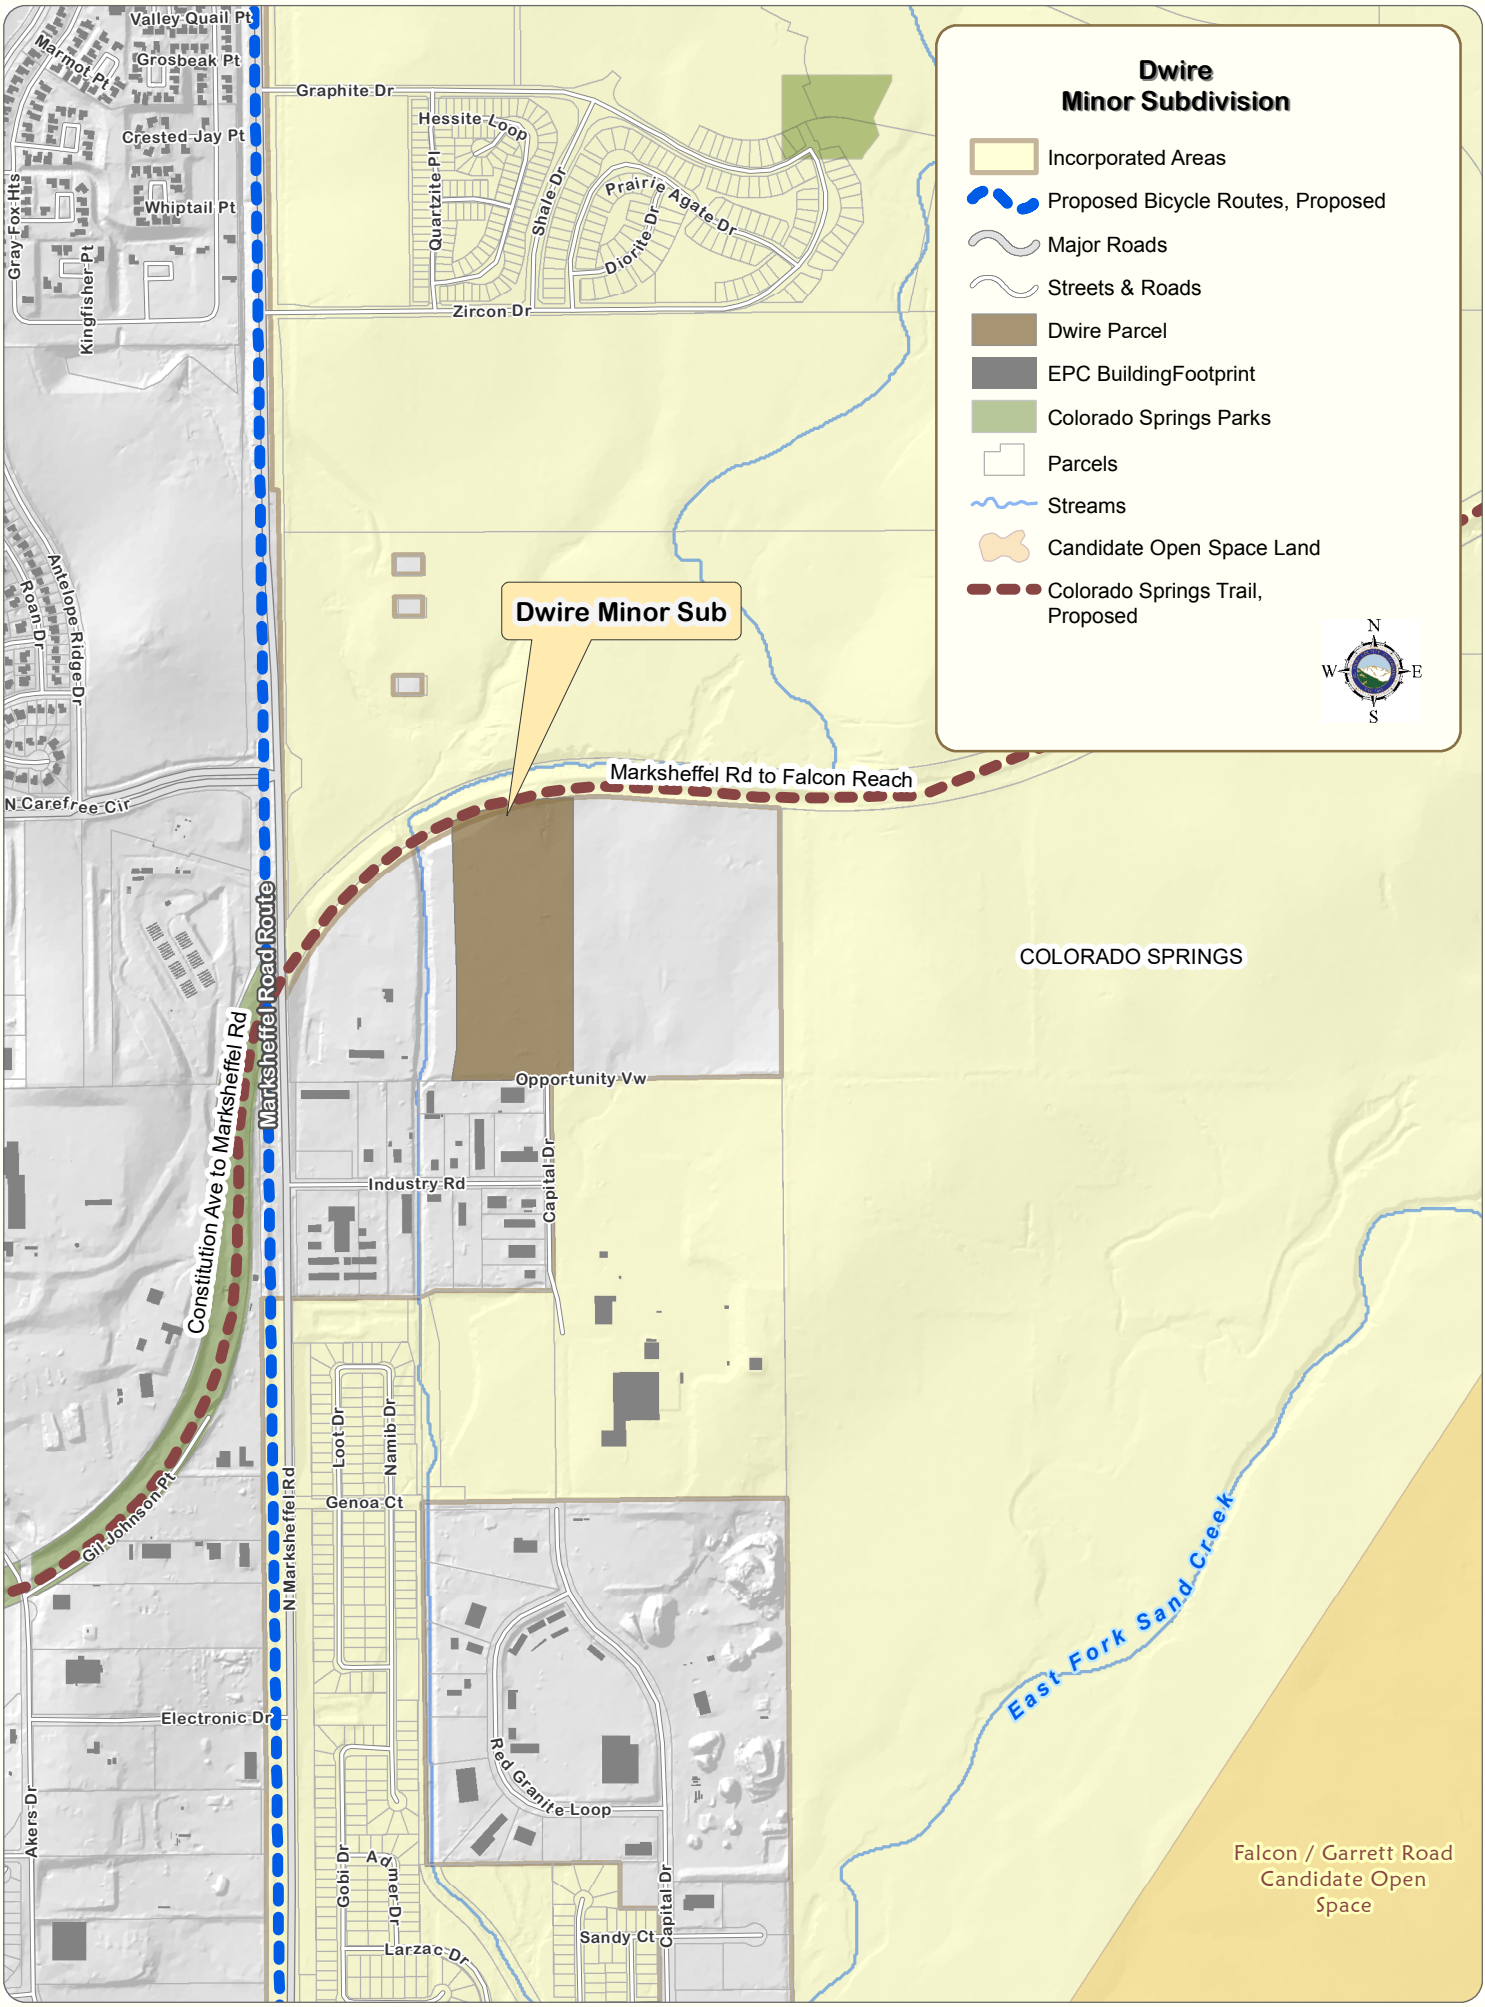 Dwire
Minor Subdivision
Incorporated Areas
Proposed Bicycle Routes, Proposed
Major Roads
Streets & Roads
Dwire Parcel
EPC BuildingFootprint
Colorado Springs Parks
Parcels
Streams
Candidate Open Space Land
Colorado Springs Trail,
Proposed
N
W
E
S
Valley Quail Pt
Marmot Pt
Grosbeak Pt
Crested Jay Pt
Gray Fox Hts
Whiptail Pt
Kingfisher Pt
Graphite Dr
Hessite Loop
Quartzite Pl
Shale Dr
Prairie Agate Dr
Diorite Dr
Zircon Dr
Antelope Ridge Dr
Roan Dr
Dwire Minor Sub
N Carefree Cir
Marksheffel Rd to Falcon Reach
Marksheffel Road Route
COLORADO SPRINGS
Constitution Ave to Marksheffel Rd
Opportunity Vw
Industry Rd
Capital Dr
Loot Dr
Namib Dr
Genoa Ct
N Marksheffel Rd
Gil Johnson Pt
East Fork Sand Creek
Electronic Dr
Akers Dr
Red Granite Loop
Gobi Dr
Admer Dr
Larzac Dr
Sandy Ct
Capital Dr
Falcon / Garrett Road
Candidate Open
Space